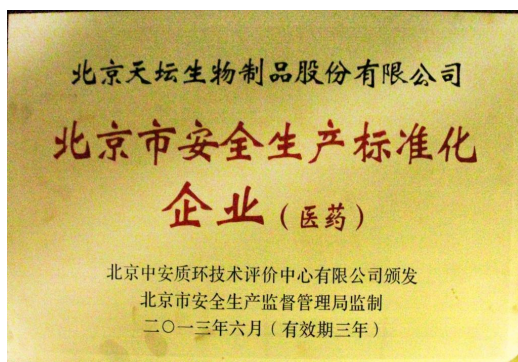 北京天坛生物制品股份有限公司
北京市安全生产标准化
企业（医药）
北京中安质环技术评价中心有限公司颁发
北京市安全生产监督管理局监制
二〇一三年六月（有效期三年）